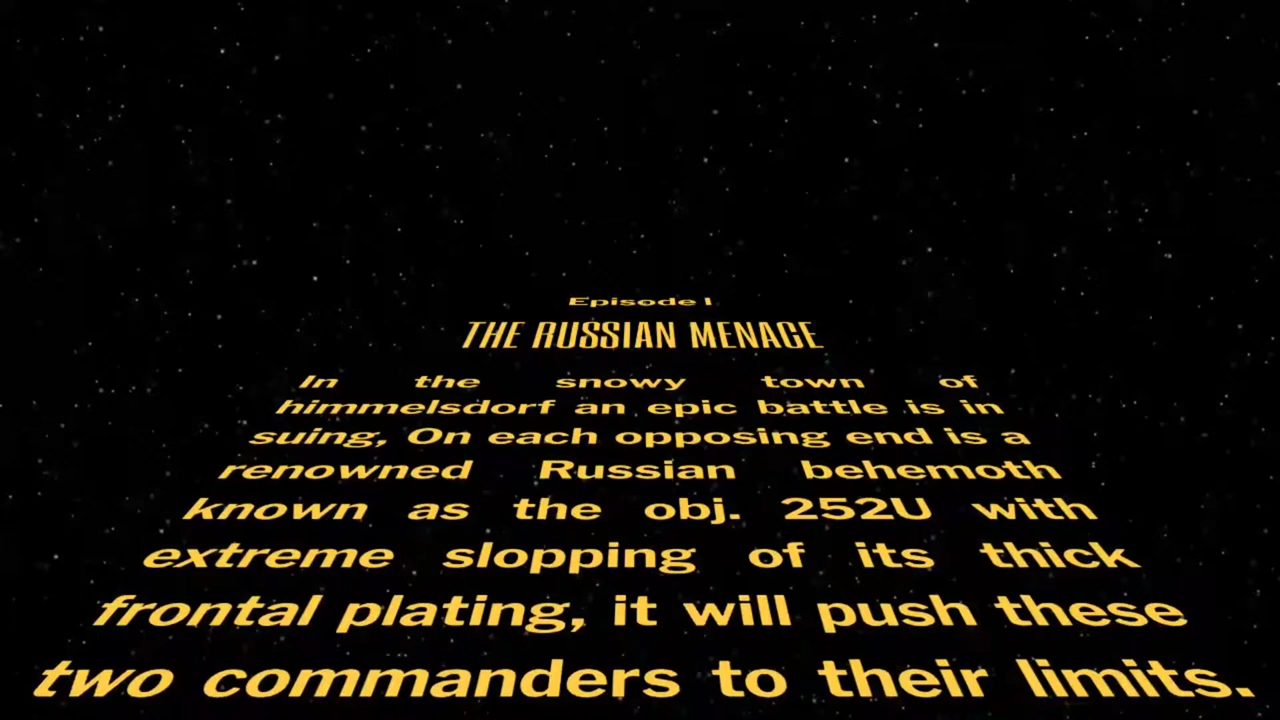 Episode I
THE RUSSIAN MENACE
In the snowy town of
himmelsdorf an epic battle is in
suing, On each opposing end is a
renowned Russian behemoth
known as the obj. 252U with
extreme slopping of its thick
frontal plating, it will push these
two commanders to their limits.